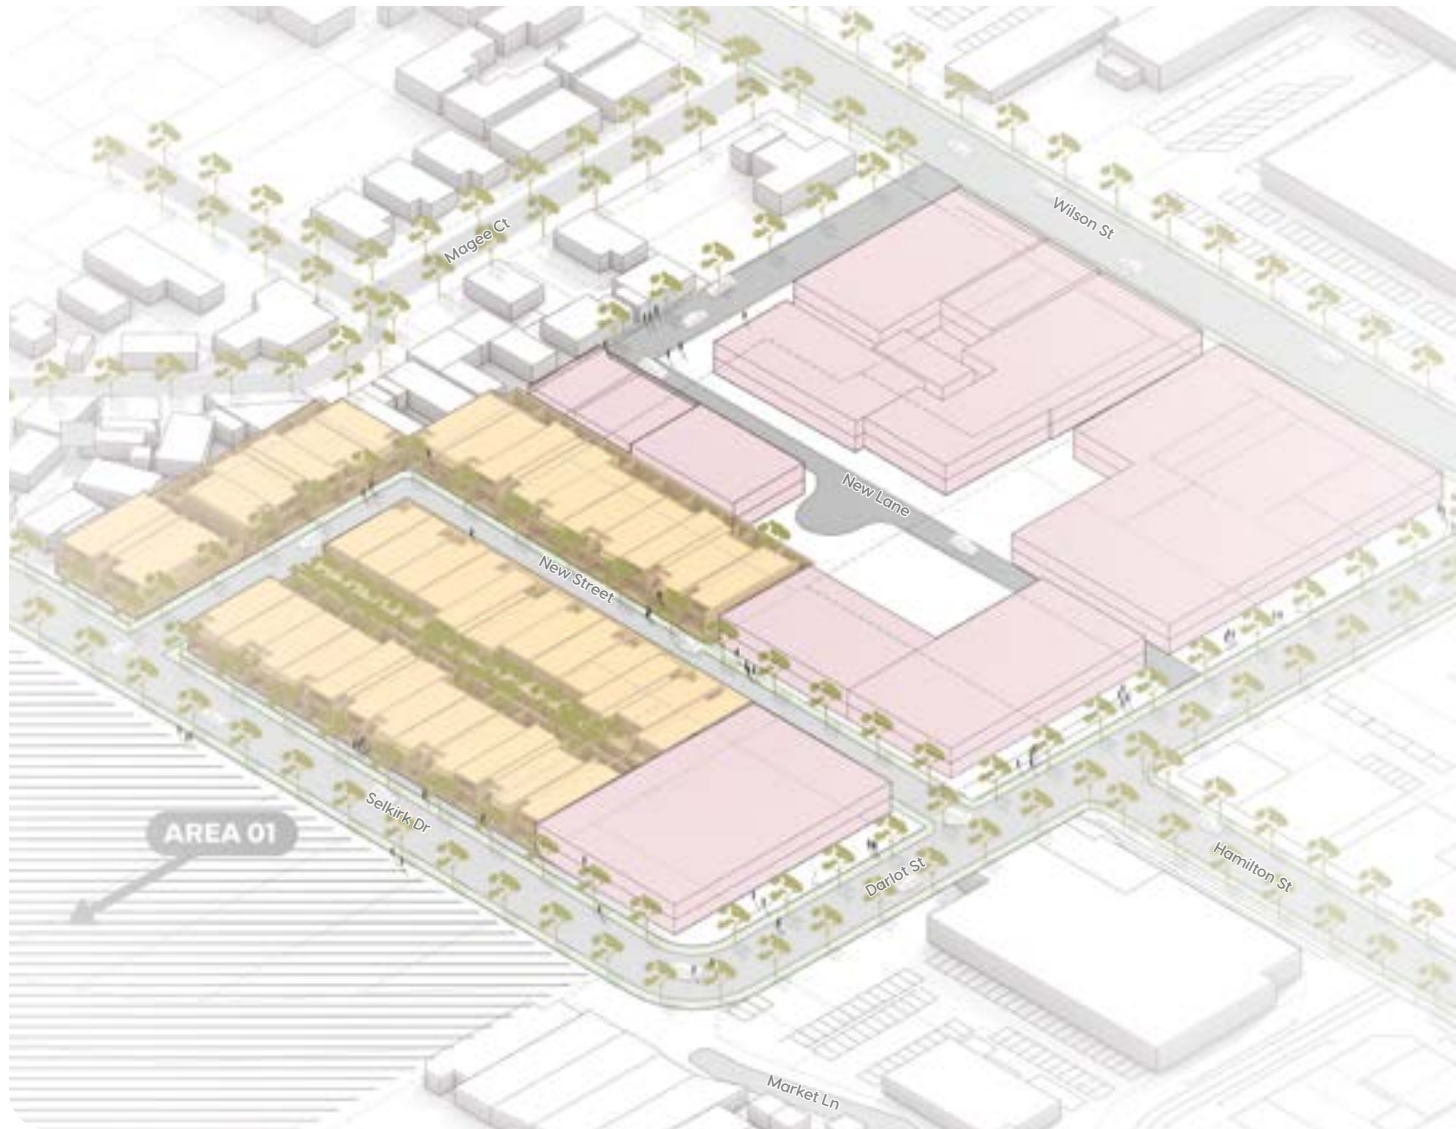 Wilson St
Magee Ct
New Lane
New Street
Selkirk Dr
AREA 01
Darlot St
Hamilton St
Market Ln